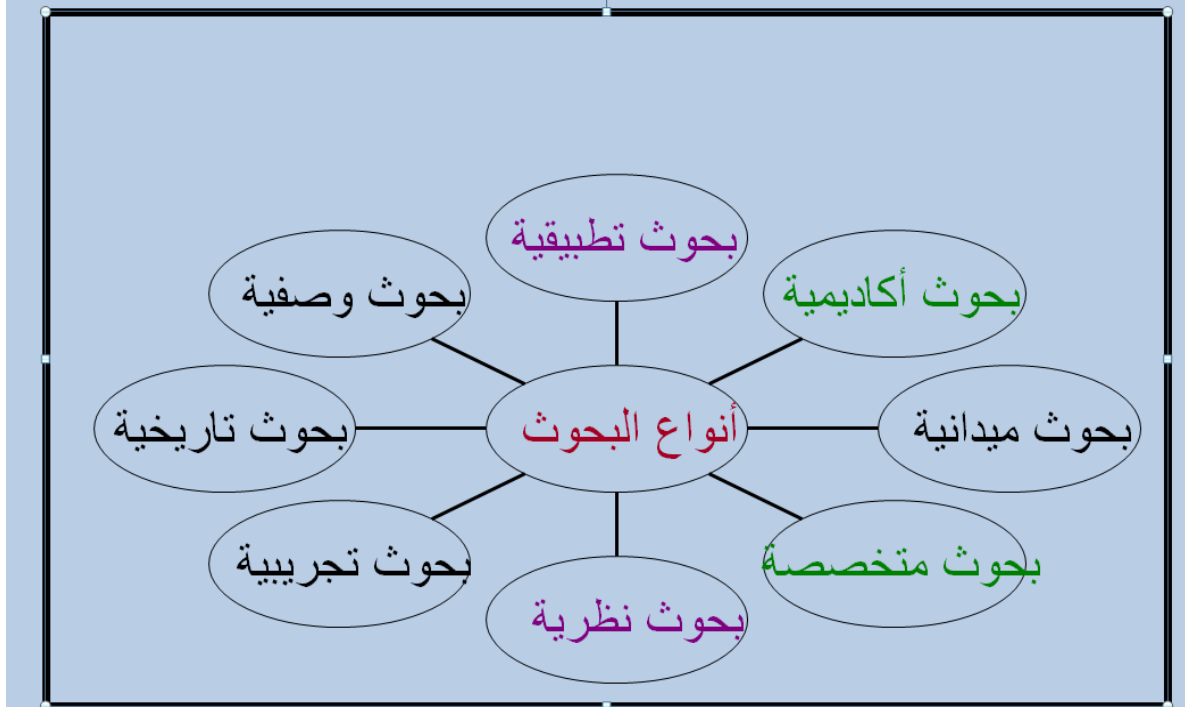 بحوث تطبيقية
بحوث أكاديمية
بحوث وصفية
بحوث ميدانية
أنواع البحوث
بحوث تاريخية
بحوث متخصصة
بحوث تجريبية
بحوث نظرية